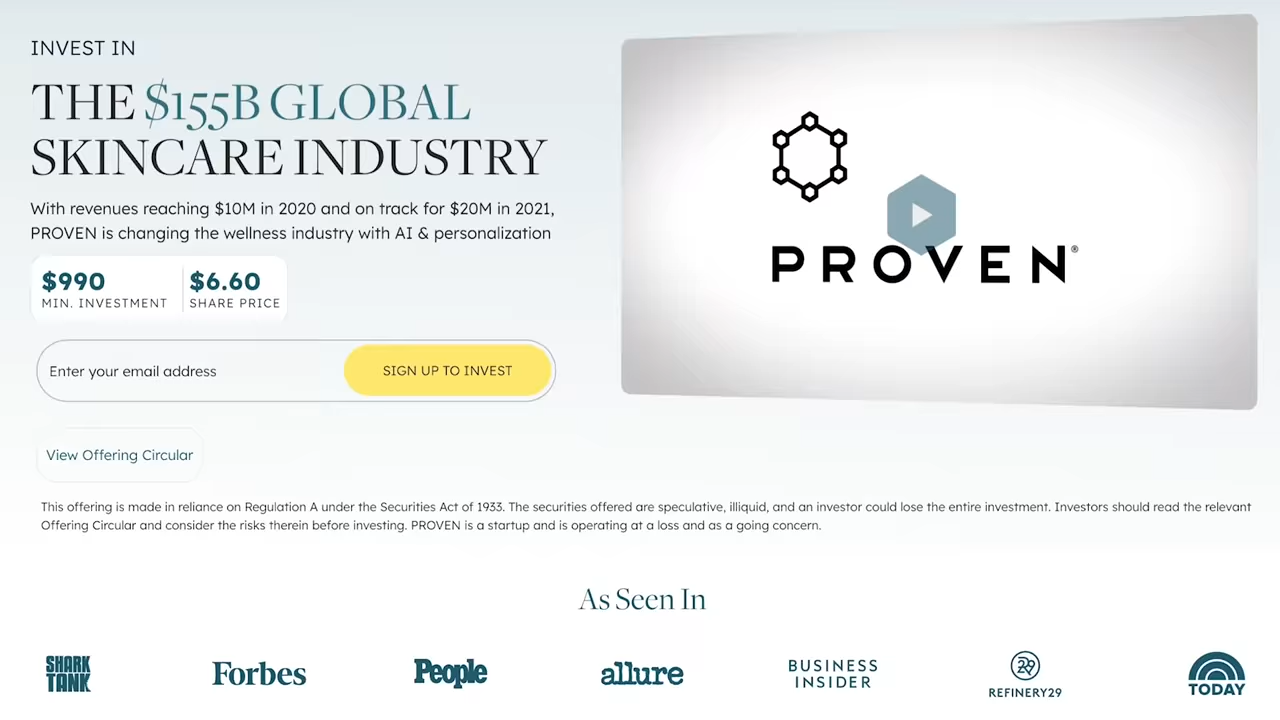 INVEST IN
THE $155B GLOBAL
SKINCARE INDUSTRY
With revenues reaching $10M in 2020 and on track for $20M in 2021,
PROVEN is changing the wellness industry with AI & personalization
$990
MIN. INVESTMENT
$6.60
SHARE PRICE
Enter your email address
SIGN UP TO INVEST
View Offering Circular
PROVEN®
This offering is made in reliance on Regulation A under the Securities Act of 1933. The securities offered are speculative, illiquid, and an investor could lose the entire investment. Investors should read the relevant
Offering Circular and consider the risks therein before investing. PROVEN is a startup and is operating at a loss and as a going concern.
As Seen In
SHARK
TANK
Forbes
People
allure
BUSINESS
INSIDER
R29
REFINERY29
TODAY